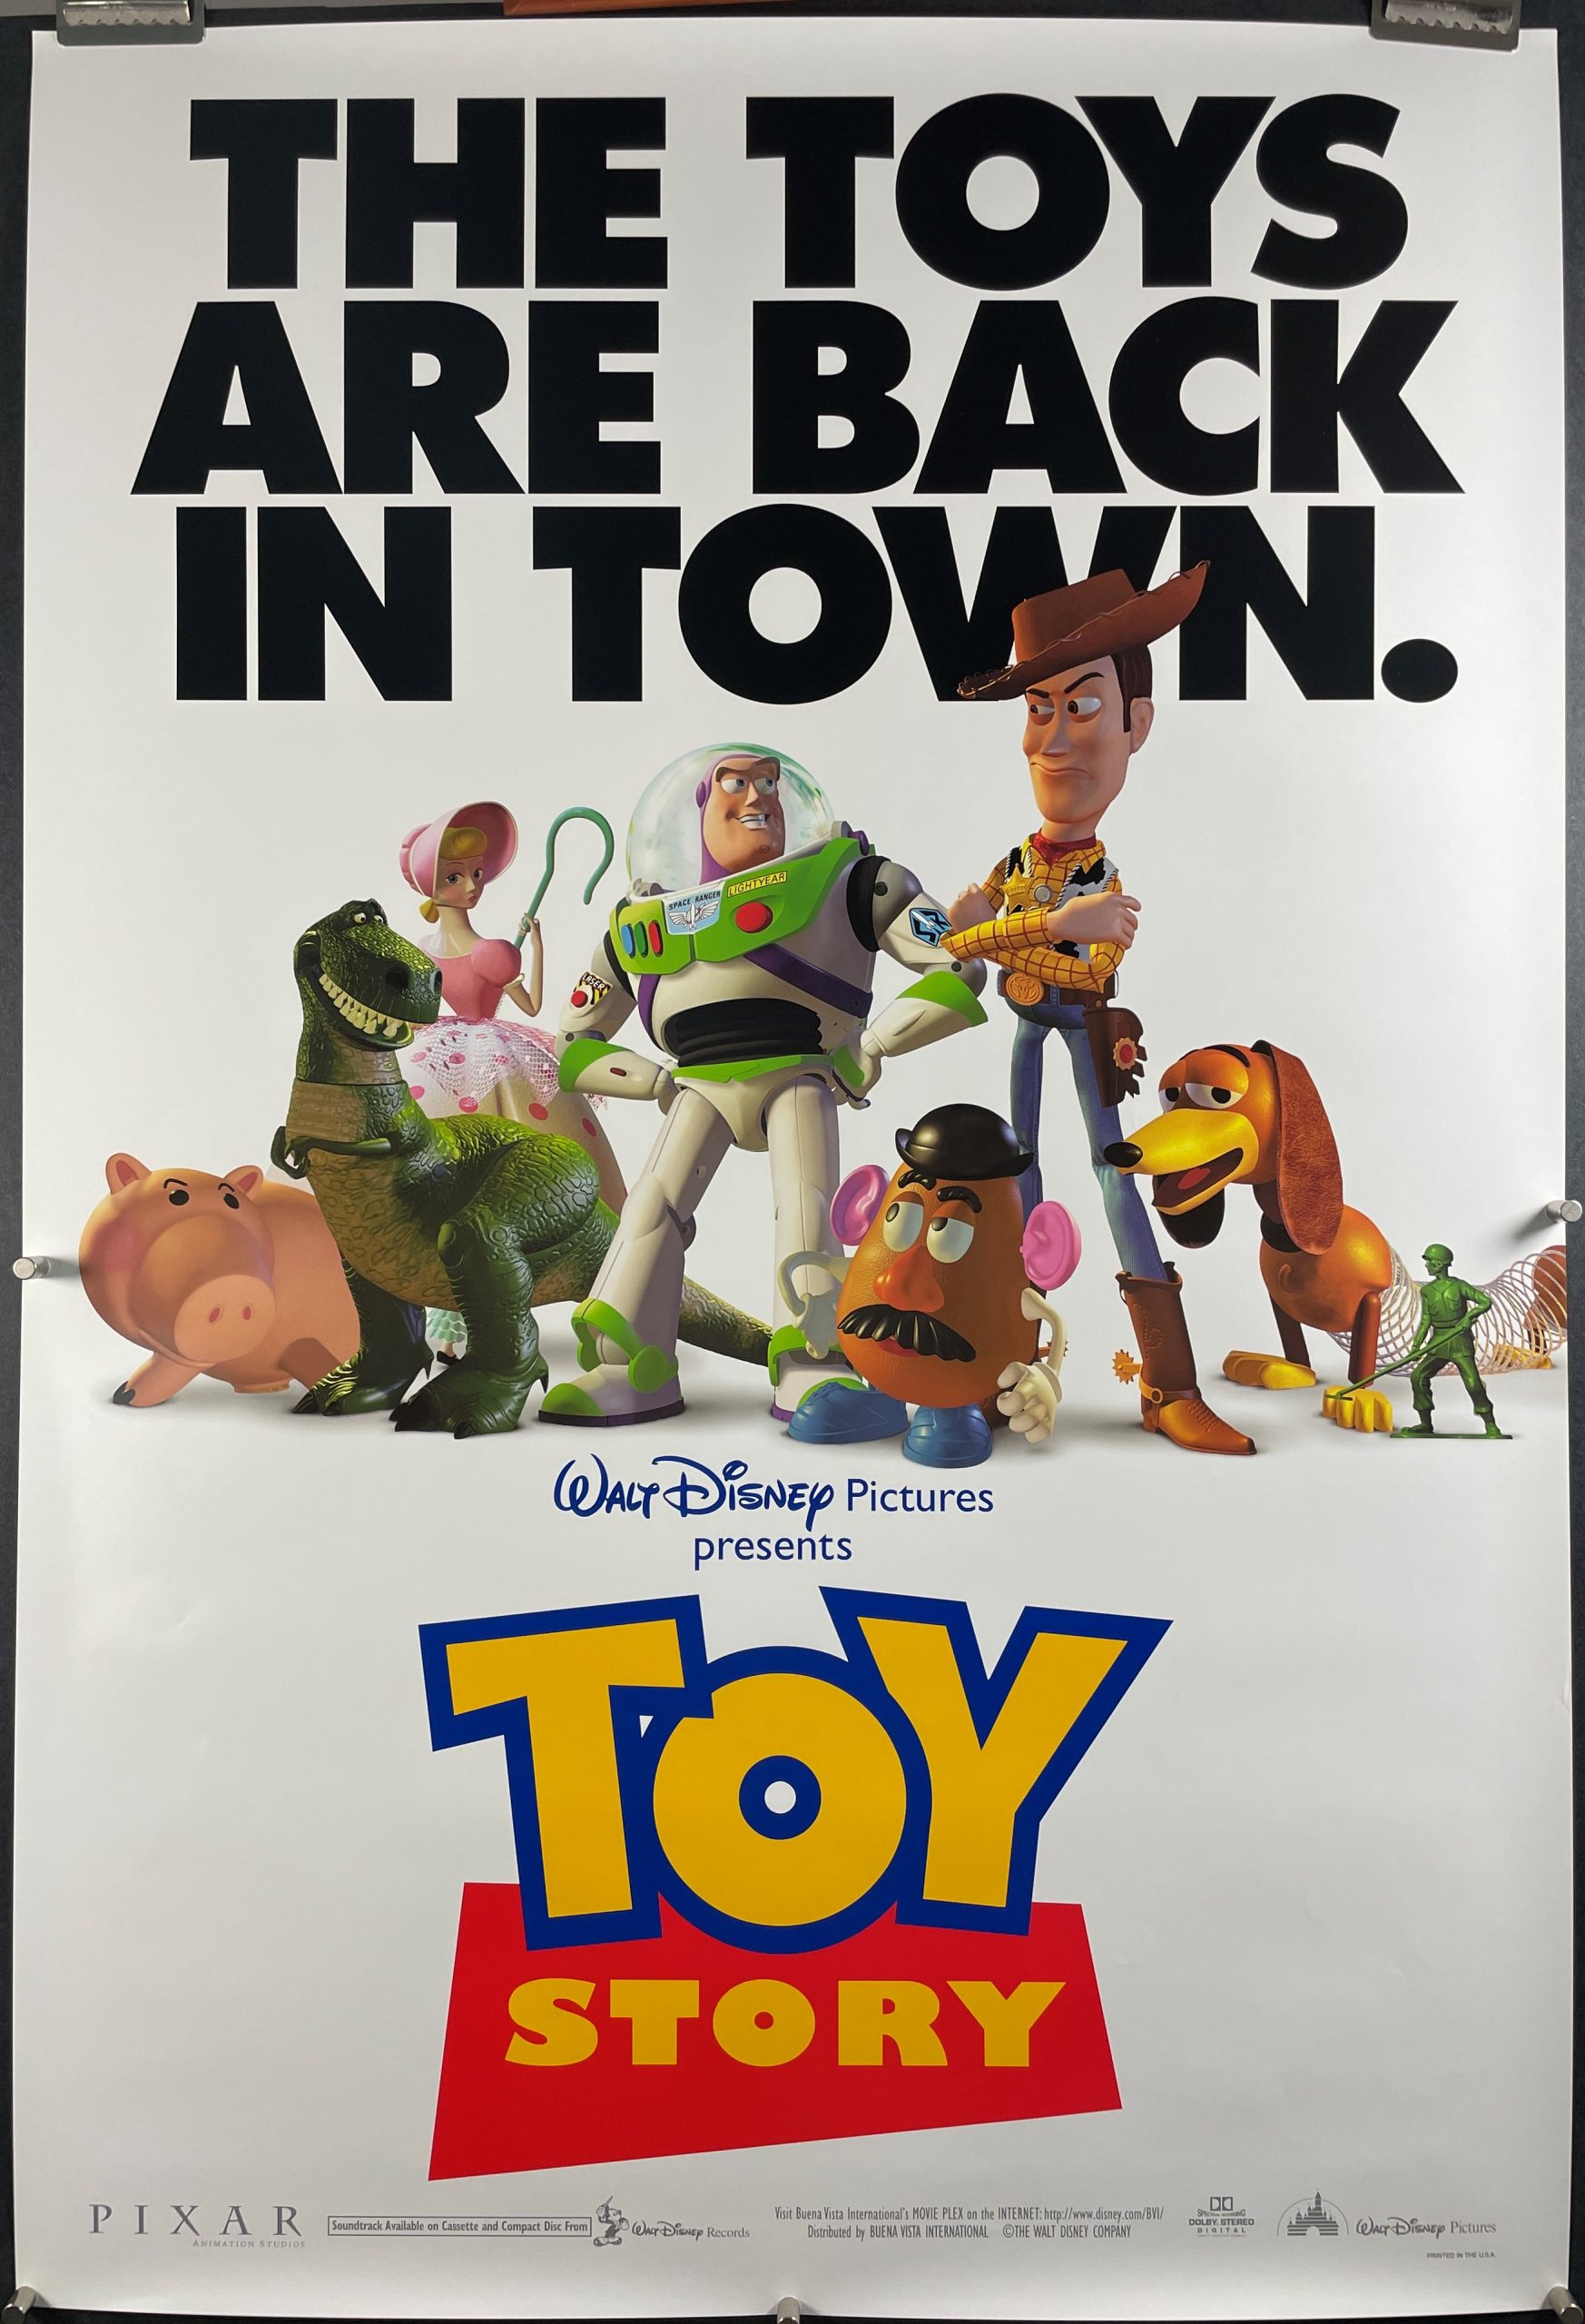 THE TOYS
ARE BACK
IN TOWN.
SPACE RANGER
LIGHTYEAR
LASER
WALT DISNEY Pictures
presents
TOY
STORY
PIXAR
ANIMATION STUDIOS
Soundtrack Available on Cassette and Compact Disc From
WALT DISNEY Records
Visit Buena Vista International's MOVIE PLEX on the INTERNET: http://www.disney.com/BVI/
Distributed by BUENA VISTA INTERNATIONAL ©THE WALT DISNEY COMPANY
DOLBY STEREO
DIGITAL
WALT DISNEY Pictures
PRINTED IN THE U.S.A.